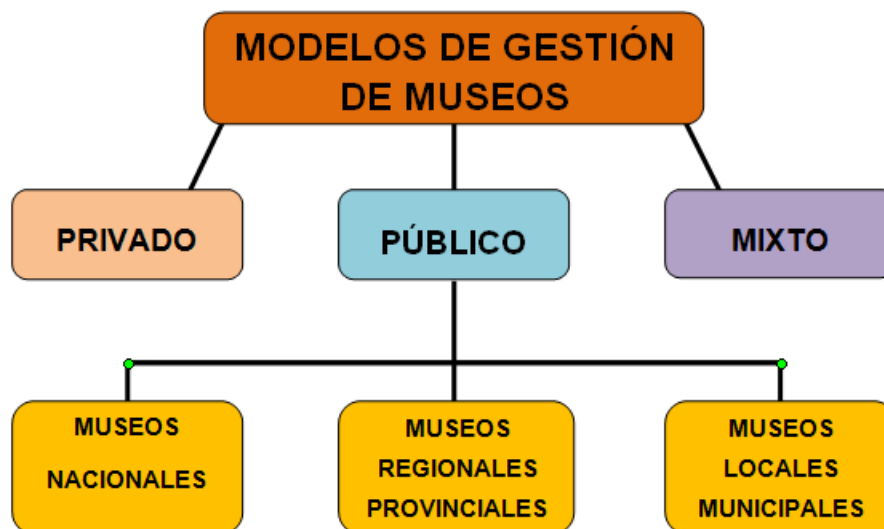 MODELOS DE GESTIÓN
DE MUSEOS
PRIVADO
PÚBLICO
MIXTO
MUSEOS
NACIONALES
MUSEOS
REGIONALES
PROVINCIALES
MUSEOS
LOCALES
MUNICIPALES